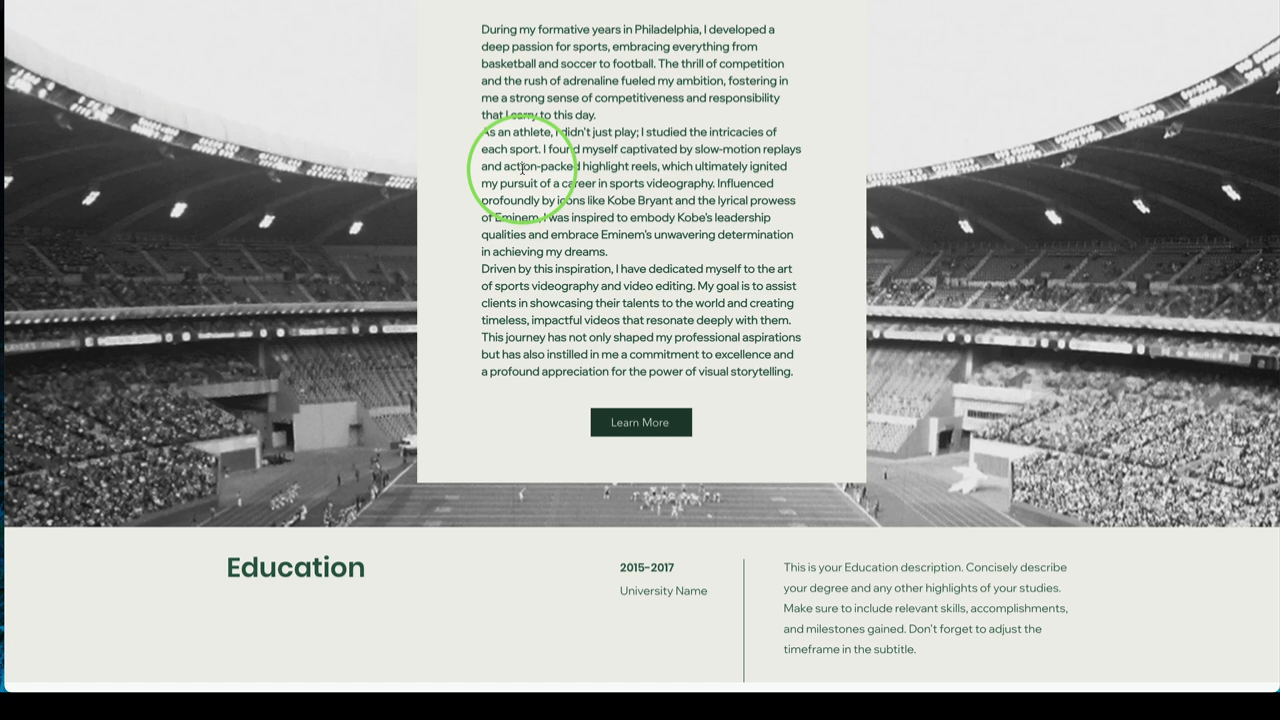 During my formative years in Philadelphia, I developed a
deep passion for sports, embracing everything from
basketball and soccer to football. The thrill of competition
and the rush of adrenaline fueled my ambition, fostering in
me a strong sense of competitiveness and responsibility
that I carry to this day.
As an athlete, I didn't just play; I studied the intricacies of
each sport. I found myself captivated by slow-motion replays
and action-packed highlight reels, which ultimately ignited
my pursuit of a career in sports videography. Influenced
profoundly by icons like Kobe Bryant and the lyrical prowess
of Eminem, I was inspired to embody Kobe's leadership
qualities and embrace Eminem's unwavering determination
in achieving my dreams.
Driven by this inspiration, I have dedicated myself to the art
of sports videography and video editing. My goal is to assist
clients in showcasing their talents to the world and creating
timeless, impactful videos that resonate deeply with them.
This journey has not only shaped my professional aspirations
but has also instilled in me a commitment to excellence and
a profound appreciation for the power of visual storytelling.
Learn More
Education
2015-2017
University Name
This is your Education description. Concisely describe
your degree and any other highlights of your studies.
Make sure to include relevant skills, accomplishments,
and milestones gained. Don't forget to adjust the
timeframe in the subtitle.